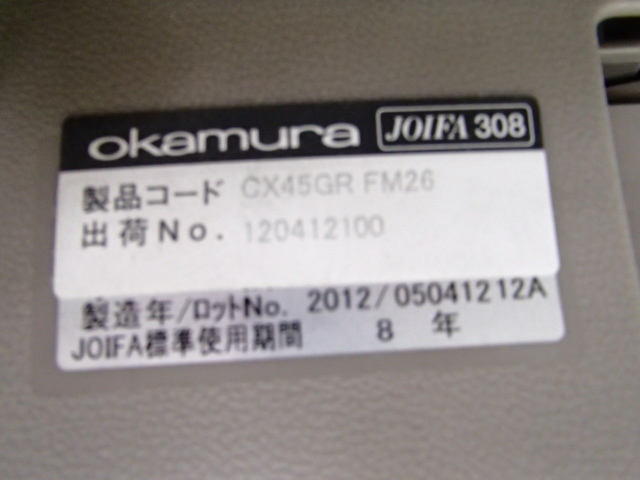 okamura JOIFA 308
製品コード CX45GR FM26
出荷No. 120412100
製造年/ロットNo. 2012/05041212A
JOIFA標準使用期間 8 年